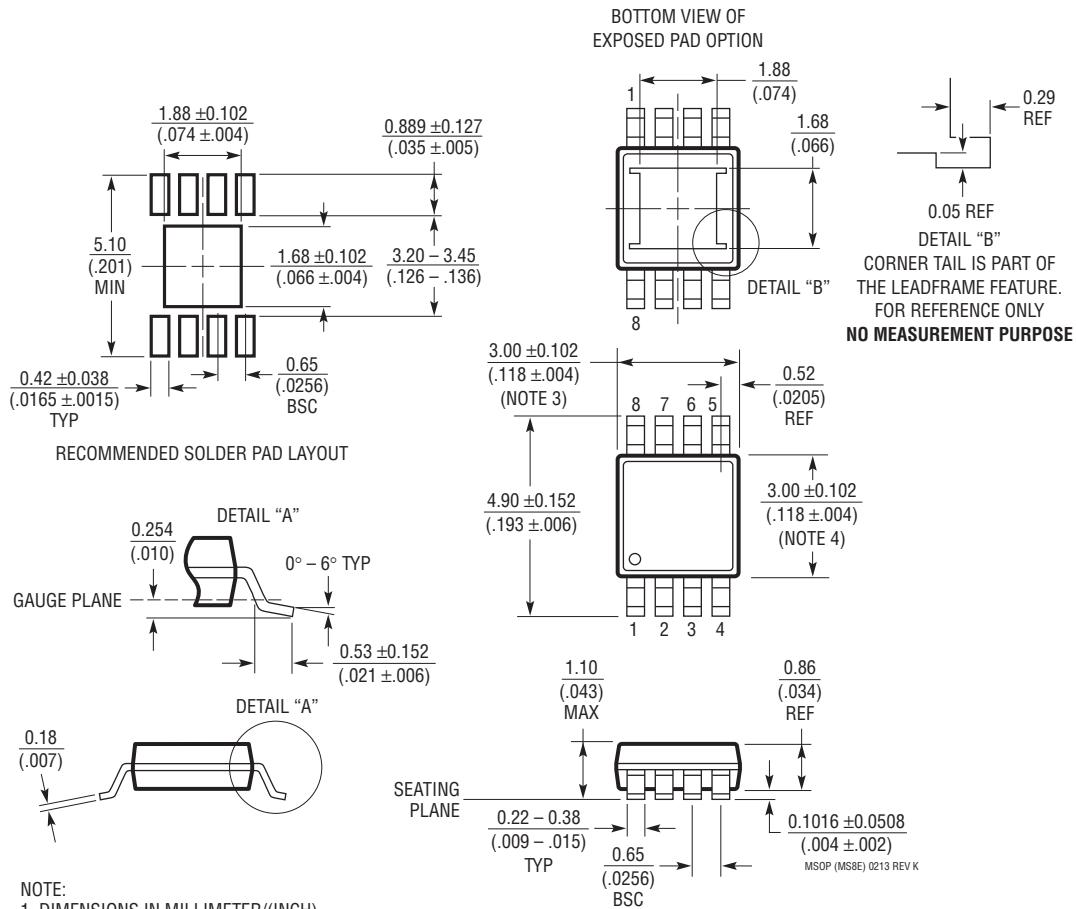 BOTTOM VIEW OF
EXPOSED PAD OPTION
1.88 ±0.102
(.074 ±.004)
0.889 ±0.127
(.035 ±.005)
5.10
(.201)
MIN
1.68 ±0.102
(.066 ±.004)
3.20 – 3.45
(.126 – .136)
0.42 ±0.038
(.0165 ±.0015)
TYP
0.65
(.0256)
BSC
RECOMMENDED SOLDER PAD LAYOUT
1
1.88
(.074)
1.68
(.066)
DETAIL “B”
8
0.29
REF
0.05 REF
DETAIL “B”
CORNER TAIL IS PART OF
THE LEADFRAME FEATURE.
FOR REFERENCE ONLY
NO MEASUREMENT PURPOSE
3.00 ±0.102
(.118 ±.004)
(NOTE 3)
0.52
(.0205)
REF
8 7 6 5
4.90 ±0.152
(.193 ±.006)
3.00 ±0.102
(.118 ±.004)
(NOTE 4)
1 2 3 4
DETAIL “A”
0.254
(.010)
0° – 6° TYP
GAUGE PLANE
0.53 ±0.152
(.021 ±.006)
DETAIL “A”
0.18
(.007)
1.10
(.043)
MAX
0.86
(.034)
REF
SEATING
PLANE
0.22 – 0.38
(.009 – .015)
TYP
0.65
(.0256)
BSC
0.1016 ±0.0508
(.004 ±.002)
MSOP (MS8E) 0213 REV K
NOTE:
1. DIMENSIONS IN MILLIMETER/(INCH)